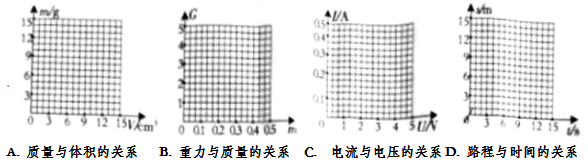 m/g
15
12
9
6
3
0 3 6 9 12 15 V/cm³
G
5
4
3
2
1
0 0.1 0.2 0.4 0.5 m
I/A
0.5
0.4
0.2
0.1
0 1 2 3 4 5 U/V
s/m
15
12
9
6
3
0 3 6 9 12 15
t/s
A. 质量与体积的关系 B. 重力与质量的关系 C. 电流与电压的关系 D. 路程与时间的关系